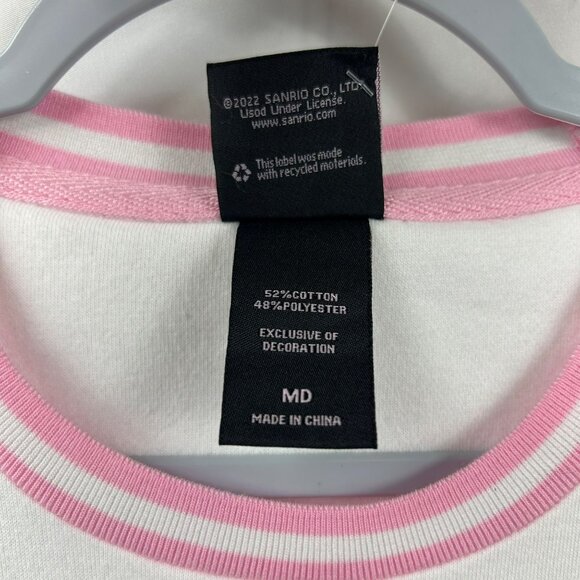 ©2022 SANRIO CO., LTD.
Used Under License.
www.sanrio.com
This label was made
with recycled materials.
52%COTTON
48%POLYESTER
EXCLUSIVE OF
DECORATION
MD
MADE IN CHINA